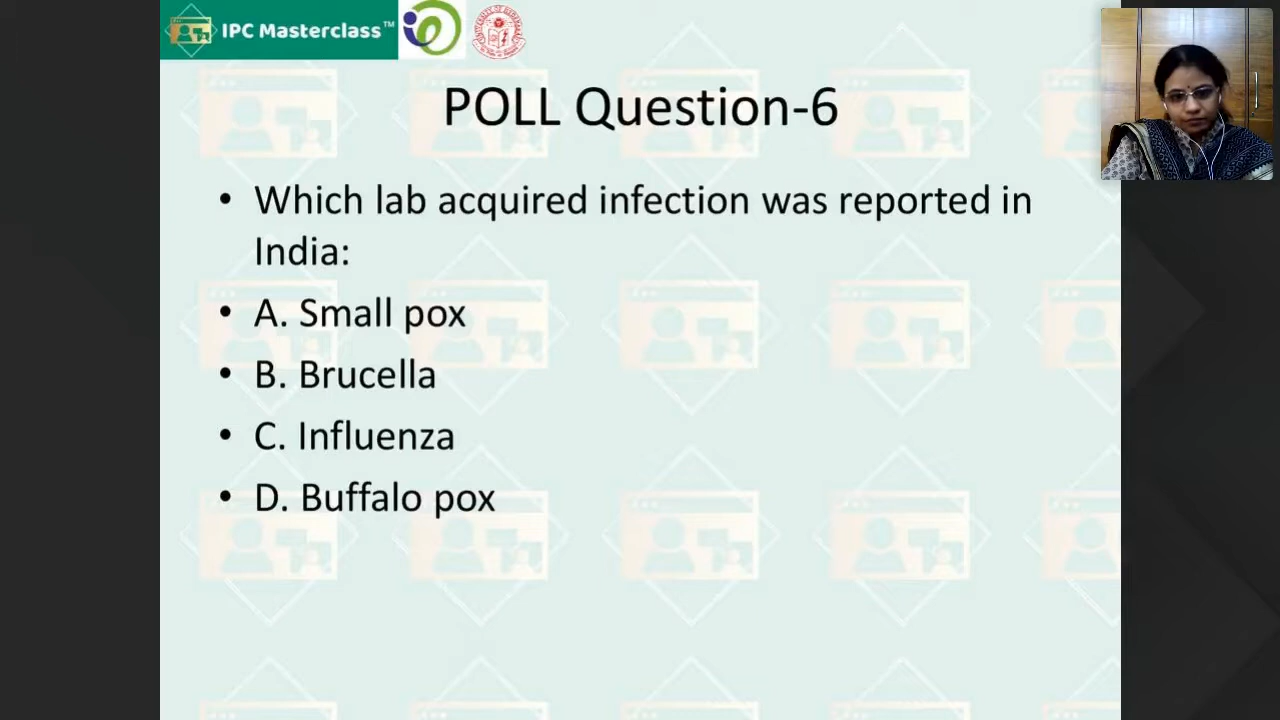 IPC Masterclass™
POLL Question-6
• Which lab acquired infection was reported in
India:
• A. Small pox
• B. Brucella
• C. Influenza
• D. Buffalo pox